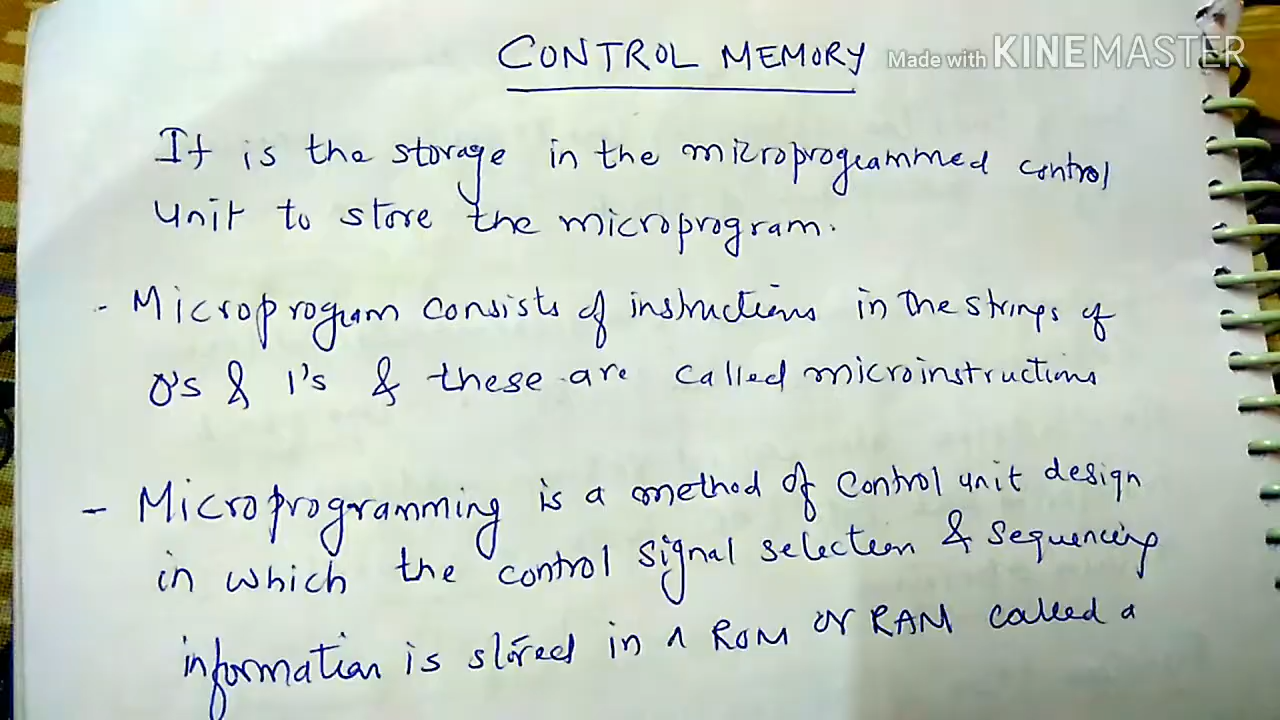 CONTROL MEMORY
Made with KINEMASTER
It is the storage in the microprogrammed control
unit to store the microprogram.
- Microprogram consists of instructions in the strings of
0's & 1's & these are called microinstructions
- Microprogramming is a method of control unit design
in which the control signal selection & sequencing
information is stored in a ROM or RAM called a